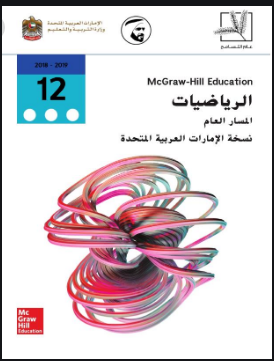 الإمارات العربية المتحدة
وزارة التربية والتعليم
عام التسامح
2018 - 2019
12
McGraw-Hill Education
الرياضيات
المسار العام
نسخة الإمارات العربية المتحدة
Mc
Graw
Hill
Education